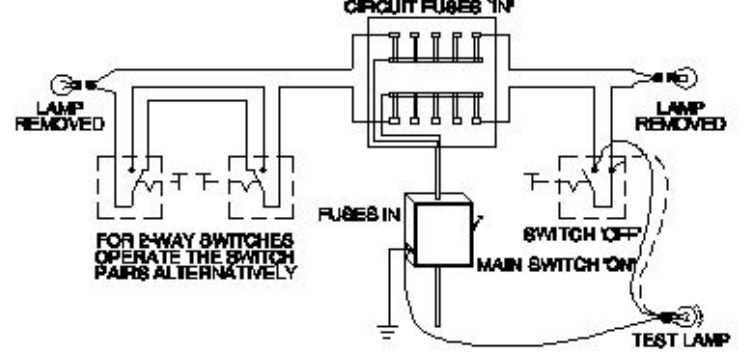 CIRCUIT FUSES 'IN'
LAMP
REMOVED
LAMP
REMOVED
FUSES IN
SWITCH 'OFF'
FOR 2-WAY SWITCHES
OPERATE THE SWITCH
PAIRS ALTERNATIVELY
MAIN SWITCH 'ON'
TEST LAMP